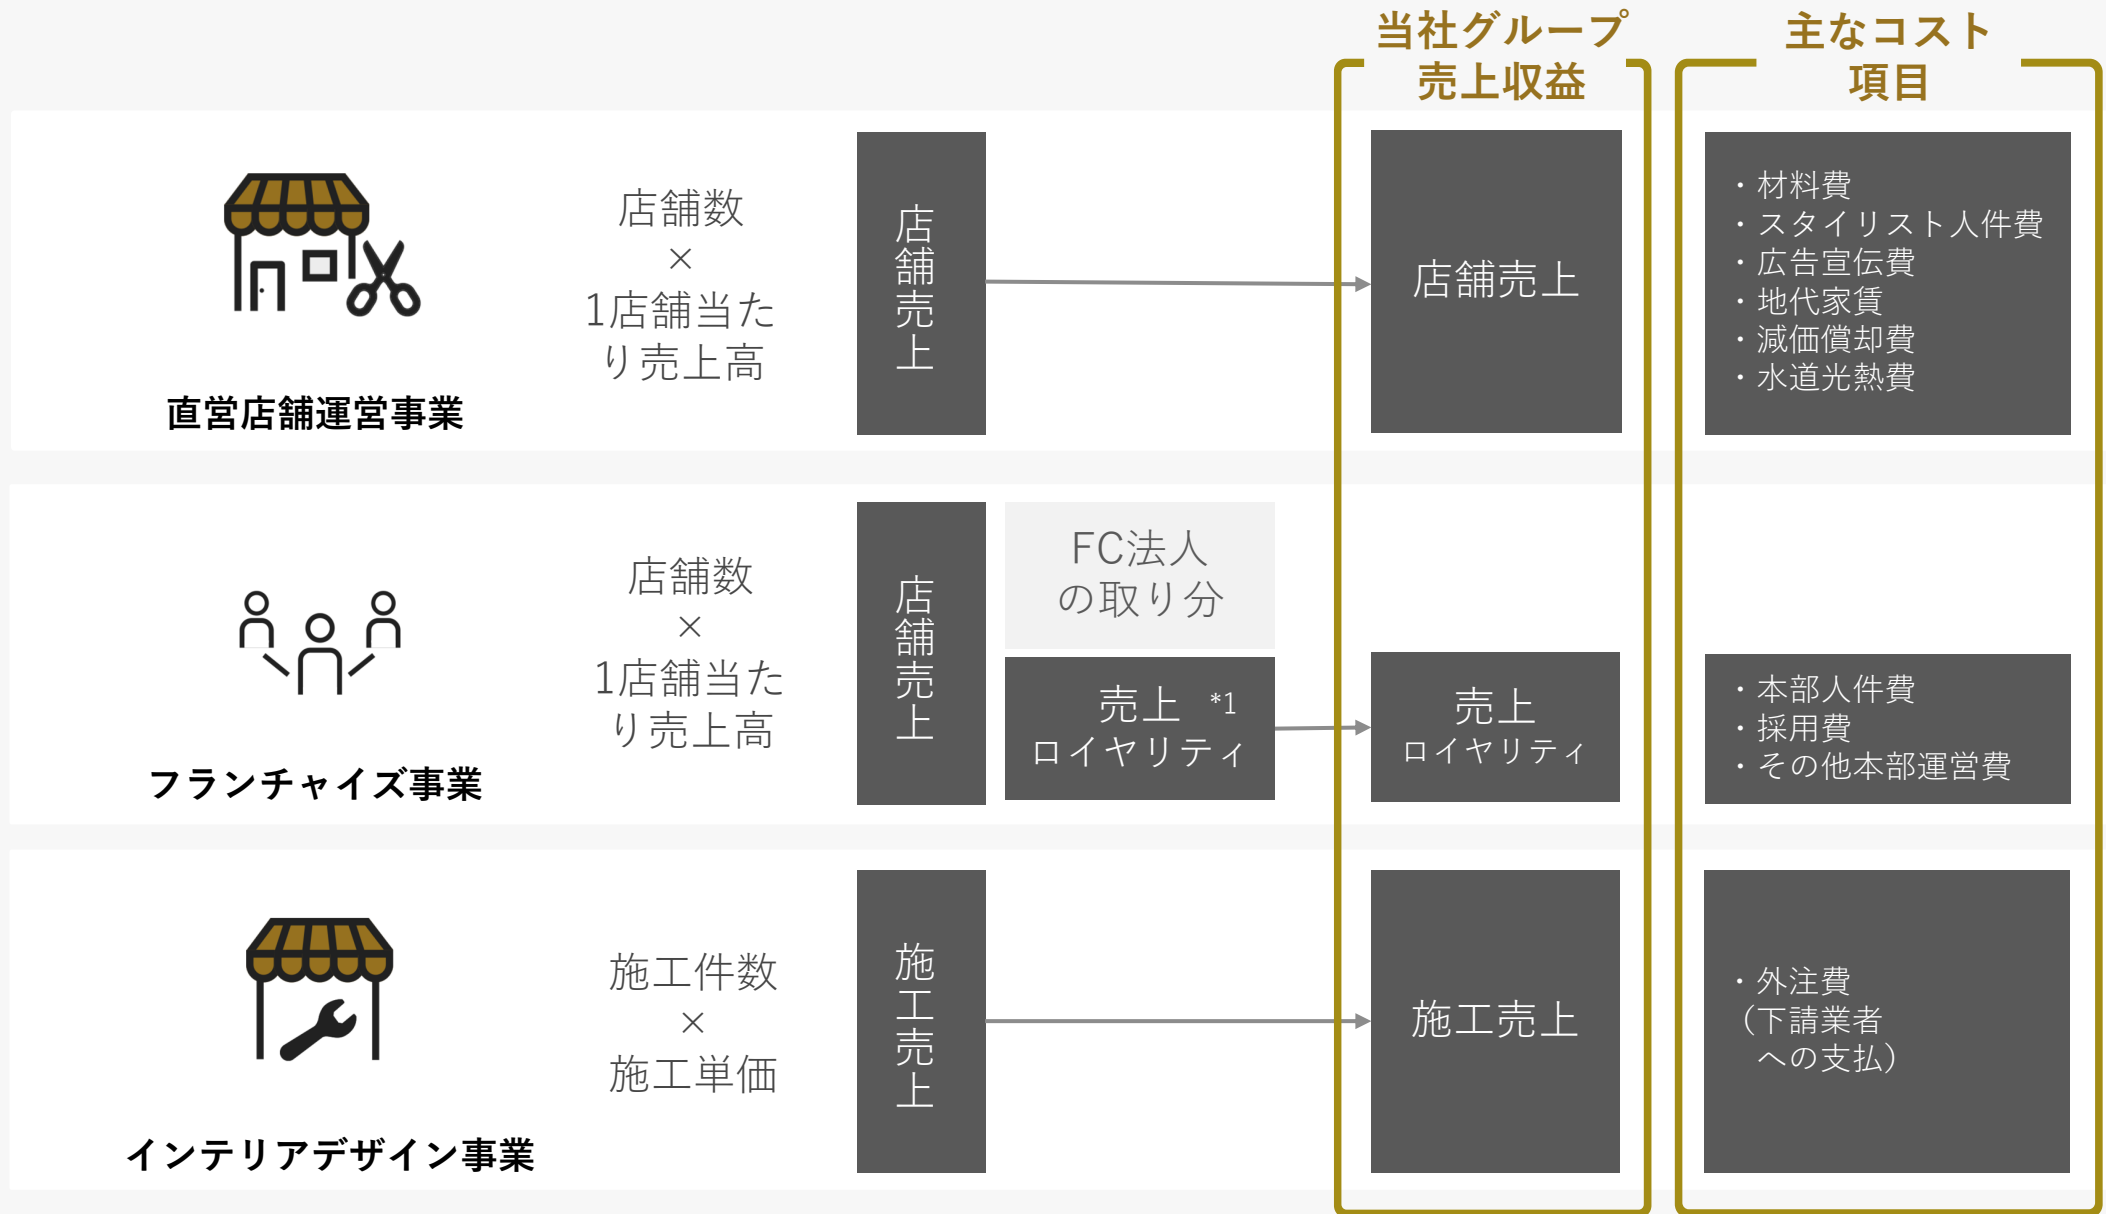 当社グループ
売上収益
主なコスト
項目
直営店舗運営事業
店舗数
×
1店舗当た
り売上高
店舗売上
店舗売上
・材料費
・スタイリスト人件費
・広告宣伝費
・地代家賃
・減価償却費
・水道光熱費
フランチャイズ事業
店舗数
×
1店舗当た
り売上高
店舗売上
FC法人
の取り分
売上 *1
ロイヤリティ
売上
ロイヤリティ
・本部人件費
・採用費
・その他本部運営費
インテリアデザイン事業
施工件数
×
施工単価
施工売上
施工売上
・外注費
（下請業者
への支払）